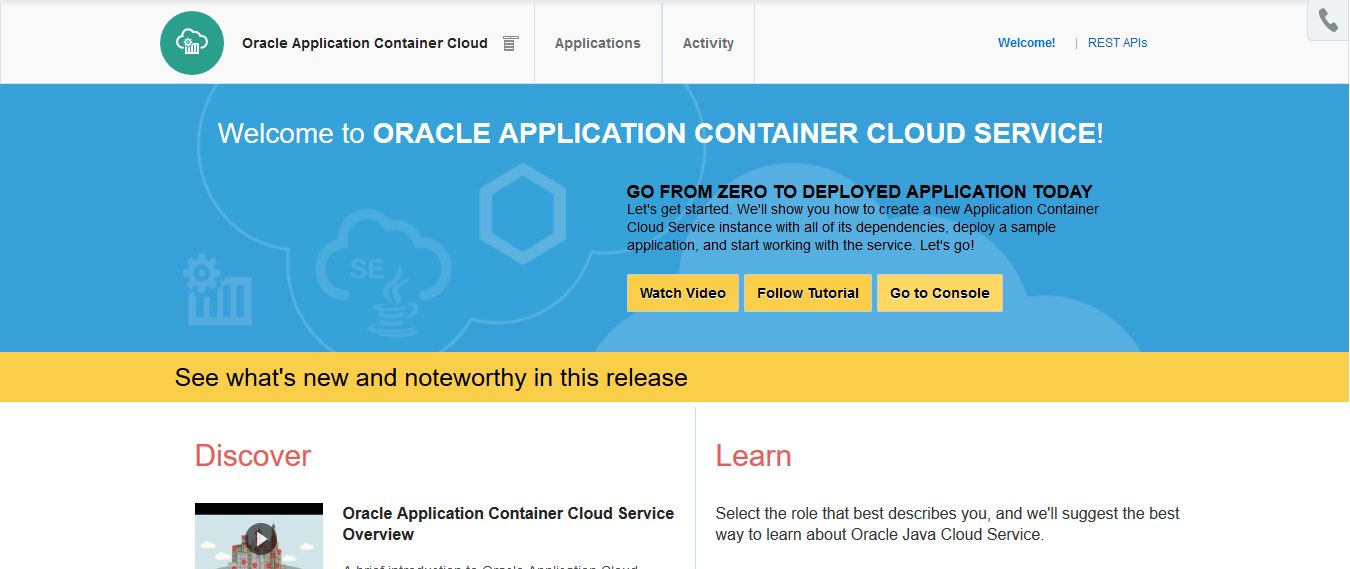 Oracle Application Container Cloud
Applications
Activity
Welcome! | REST APIs
Welcome to ORACLE APPLICATION CONTAINER CLOUD SERVICE!
SE
GO FROM ZERO TO DEPLOYED APPLICATION TODAY
Let's get started. We'll show you how to create a new Application Container
Cloud Service instance with all of its dependencies, deploy a sample
application, and start working with the service. Let's go!
Watch Video
Follow Tutorial
Go to Console
See what's new and noteworthy in this release
Discover
Oracle Application Container Cloud Service
Overview
A brief introduction to Oracle Application Cloud
Learn
Select the role that best describes you, and we'll suggest the best
way to learn about Oracle Java Cloud Service.